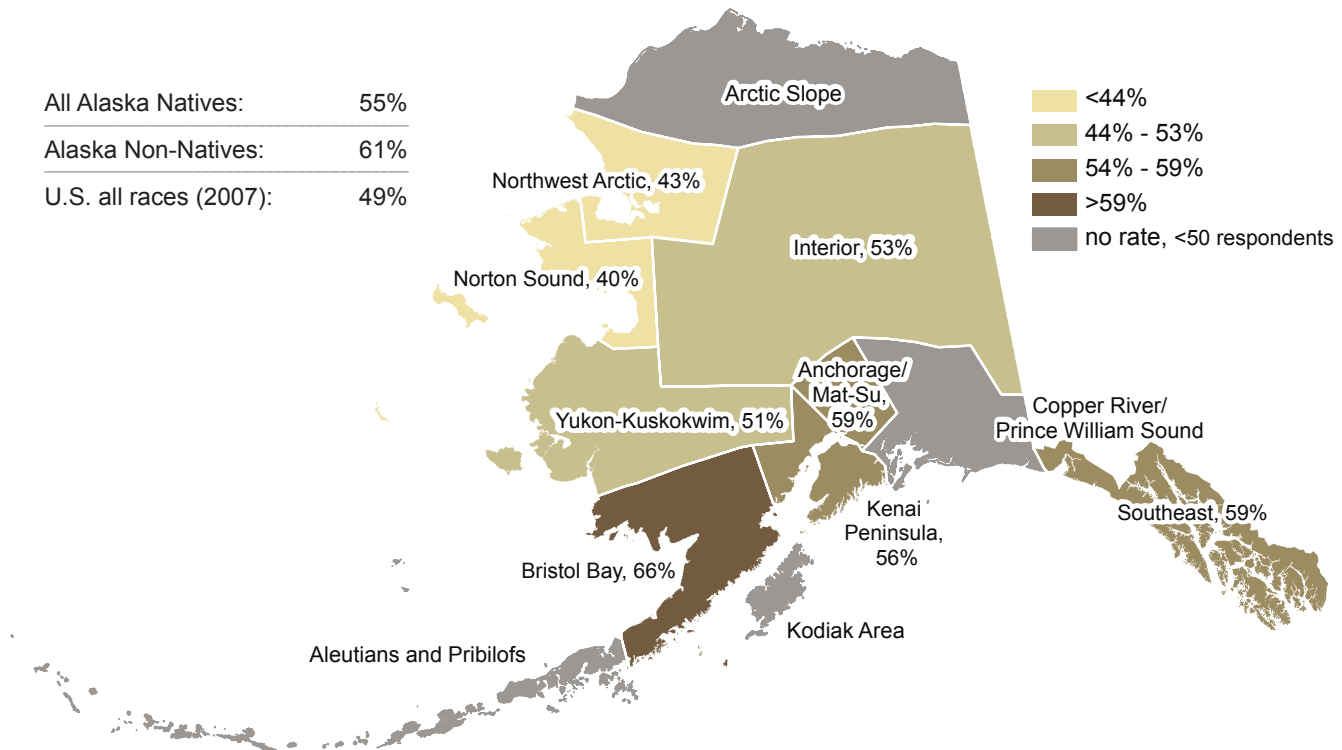 All Alaska Natives: 55%
Alaska Non-Natives: 61%
U.S. all races (2007): 49%
<44%
44% - 53%
54% - 59%
>59%
no rate, <50 respondents
Arctic Slope
Northwest Arctic, 43%
Interior, 53%
Norton Sound, 40%
Anchorage/
Mat-Su,
59%
Yukon-Kuskokwim, 51%
Copper River/
Prince William Sound
Southeast, 59%
Kenai
Peninsula,
56%
Bristol Bay, 66%
Kodiak Area
Aleutians and Pribilofs